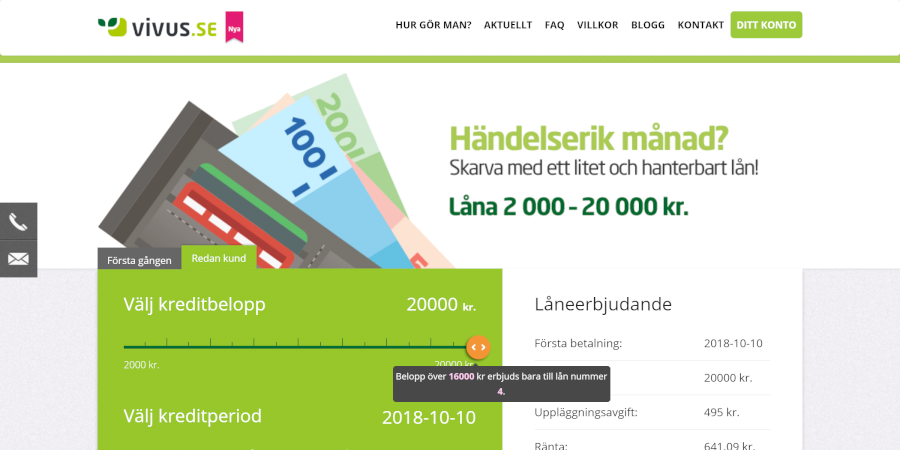 vivus.se
Nya
HUR GÖR MAN?
AKTUELLT
FAQ
VILLKOR
BLOGG
KONTAKT
DITT KONTO
100
200
Händelserik månad?
Skarva med ett litet och hanterbart lån!
Låna 2 000 – 20 000 kr.
Första gången
Redan kund
Välj kreditbelopp
20000 kr.
2000 kr.
20000 kr.
Belopp över 16000 kr erbjuds bara till lån nummer
4.
Välj kreditperiod
2018-10-10
Låneerbjudande
Första betalning:
2018-10-10
20000 kr.
Uppläggningsavgift:
495 kr.
Ränta:
641.09 kr.